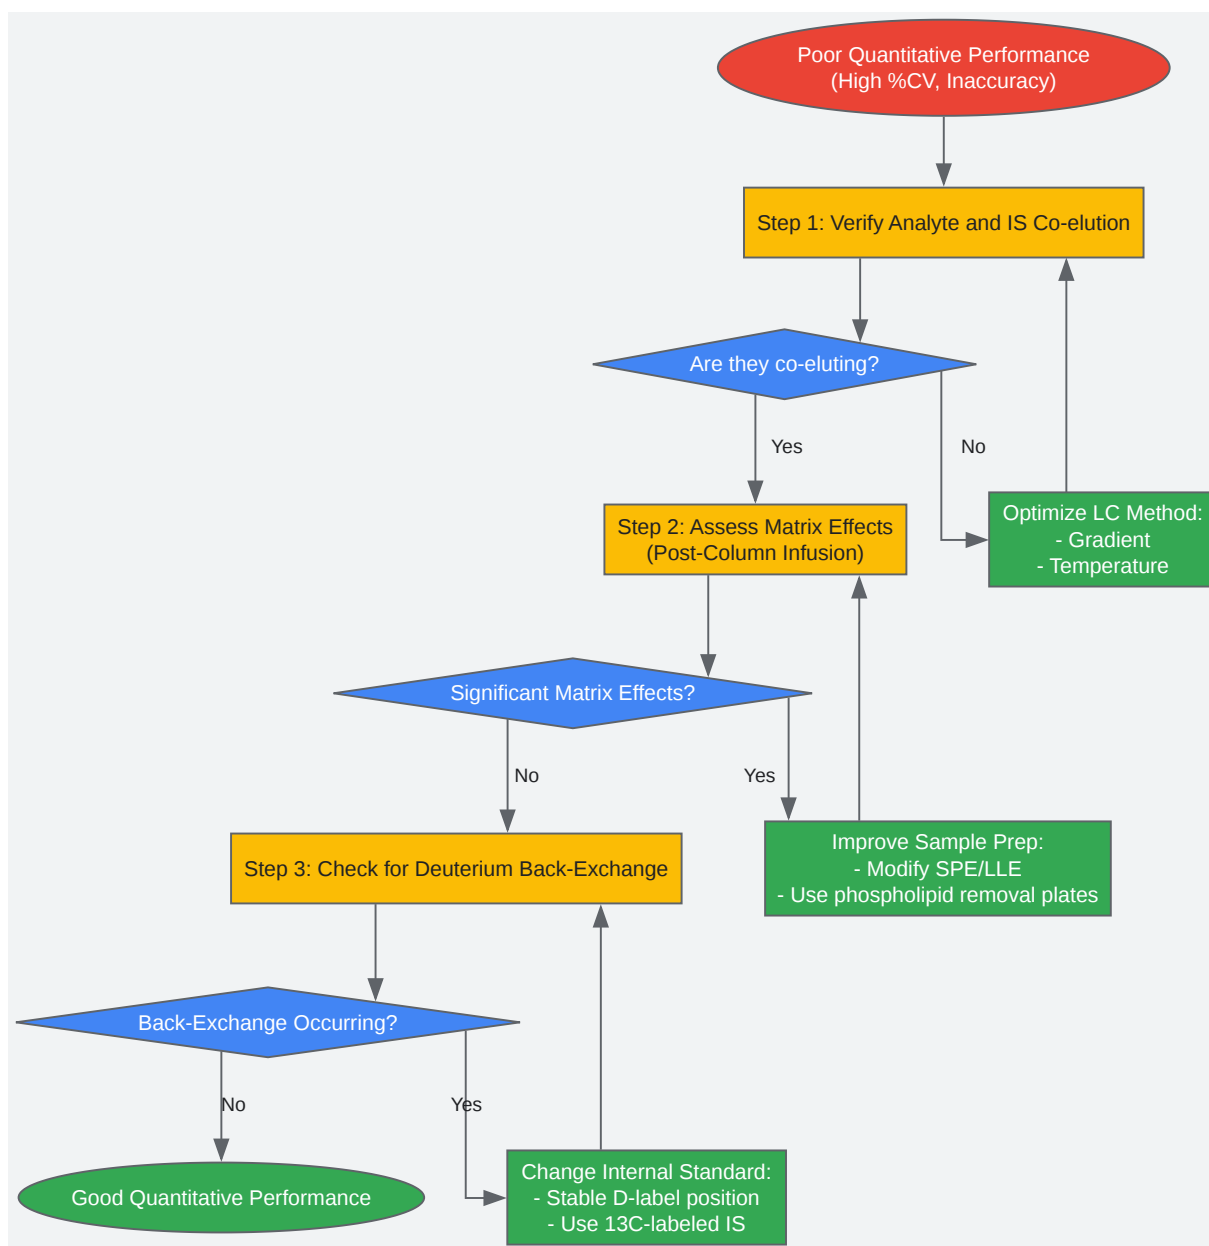 Poor Quantitative Performance
(High %CV, Inaccuracy)
Step 1: Verify Analyte and IS Co-elution
Are they co-eluting?
Yes
No
Optimize LC Method:
- Gradient
- Temperature
Step 2: Assess Matrix Effects
(Post-Column Infusion)
Significant Matrix Effects?
No
Yes
Improve Sample Prep:
- Modify SPE/LLE
- Use phospholipid removal plates
Step 3: Check for Deuterium Back-Exchange
Back-Exchange Occurring?
No
Yes
Change Internal Standard:
- Stable D-label position
- Use 13C-labeled IS
Good Quantitative Performance